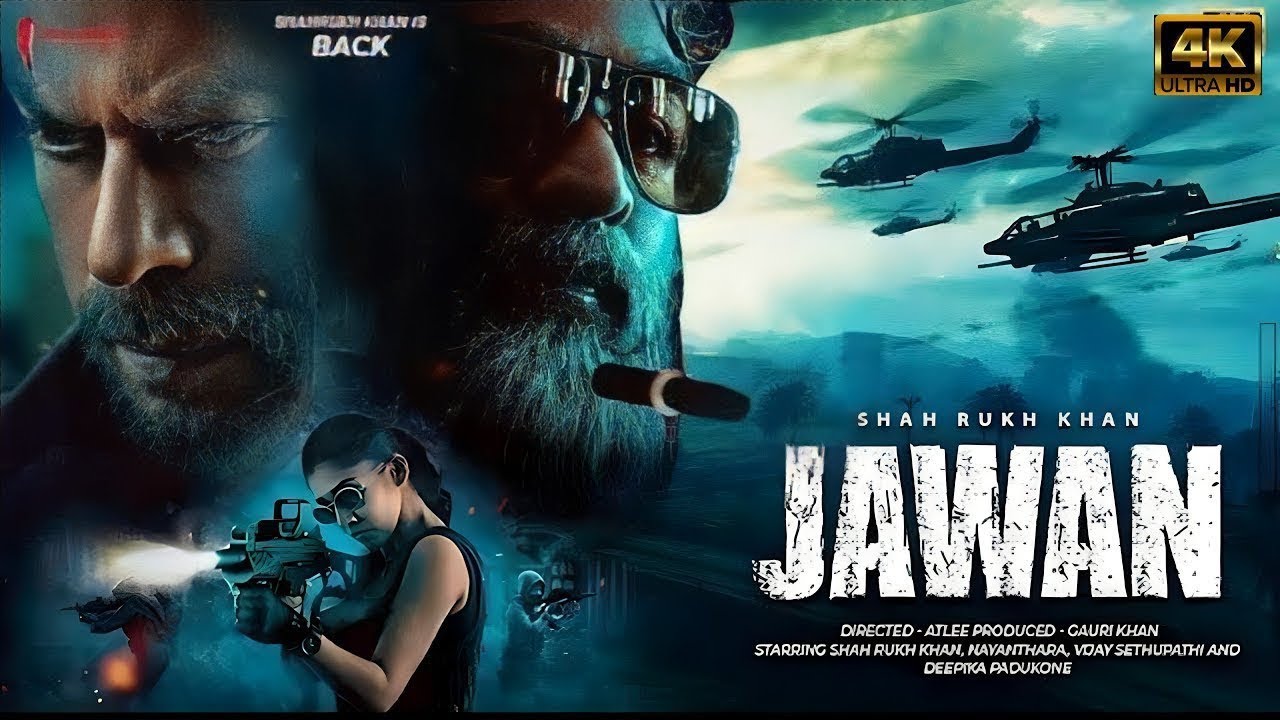 BACK
4K
ULTRA HD
SHAH RUKH KHAN
JAWAN
DIRECTED - ATLEE PRODUCED - GAURI KHAN
STARRING SHAH RUKH KHAN, NAYANTHARA, VIJAY SETHUPATHI AND
DEEPIKA PADUKONE